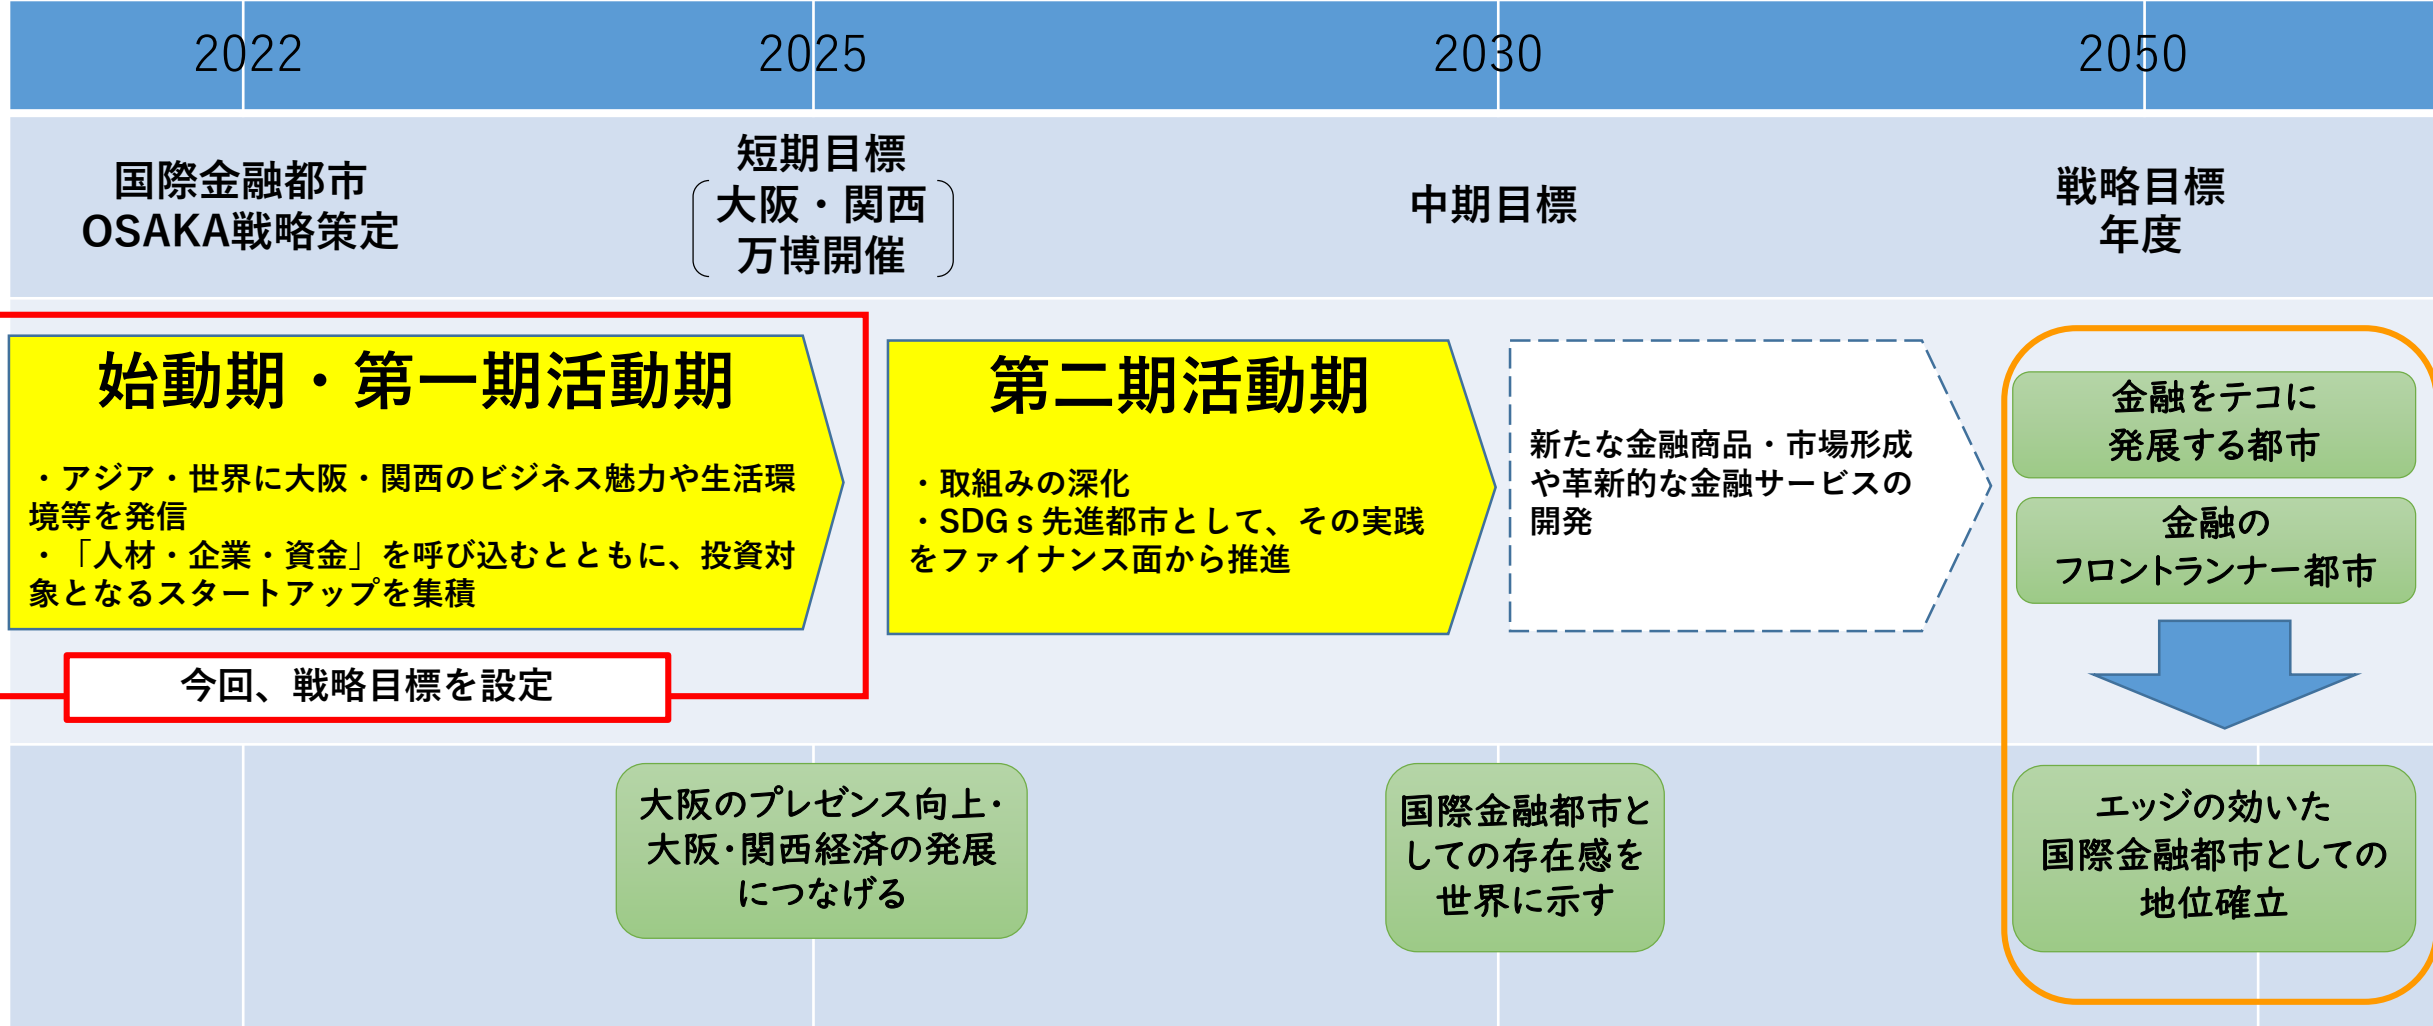 2022
2025
2030
2050
国際金融都市
OSAKA戦略策定
短期目標
大阪・関西
万博開催
中期目標
戦略目標
年度
始動期・第一期活動期
・アジア・世界に大阪・関西のビジネス魅力や生活環
境等を発信
・「人材・企業・資金」を呼び込むとともに、投資対
象となるスタートアップを集積
今回、戦略目標を設定
第二期活動期
・取組みの深化
・SDGｓ先進都市として、その実践
をファイナンス面から推進
新たな金融商品・市場形成
や革新的な金融サービスの
開発
金融をテコに
発展する都市
金融の
フロントランナー都市
大阪のプレゼンス向上・
大阪・関西経済の発展
につなげる
国際金融都市と
しての存在感を
世界に示す
エッジの効いた
国際金融都市としての
地位確立